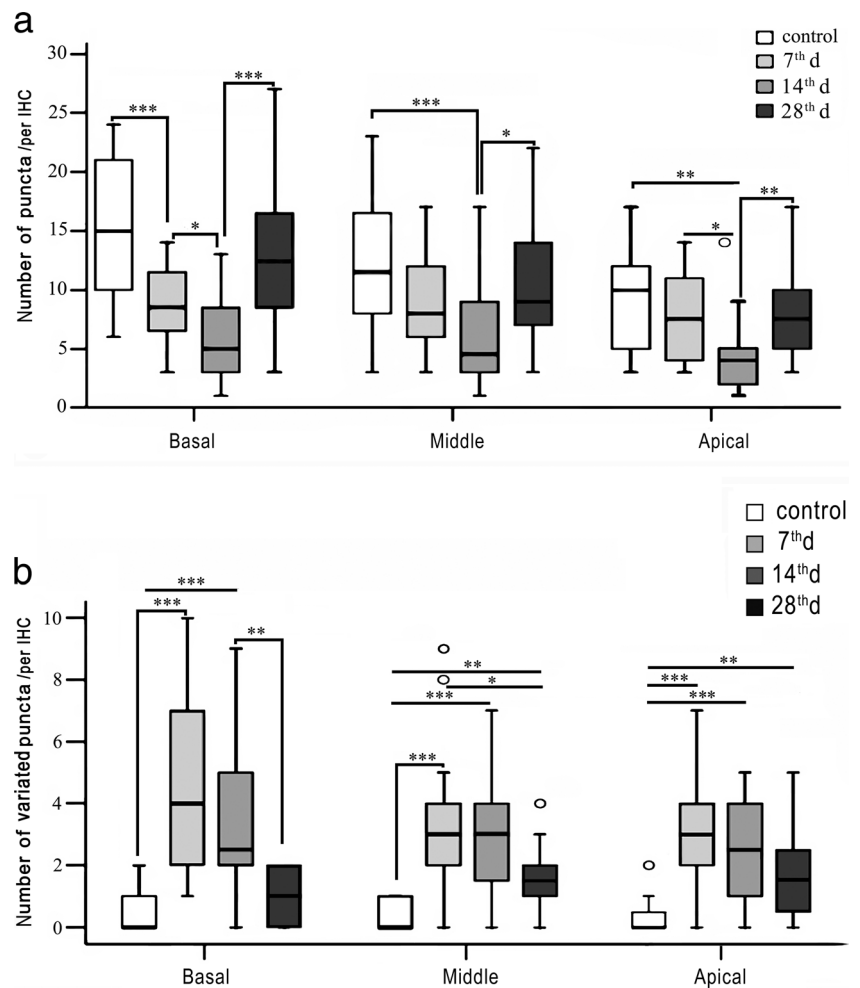 a
Number of puncta /per IHC
30
25
20
15
10
5
0
control
7th d
14th d
28th d
***
*
***
***
*
**
*
**
Basal
Middle
Apical
b
Number of variated puncta /per IHC
10
8
6
4
2
0
control
7thd
14thd
28thd
***
***
**
**
*
***
***
**
***
***
Basal
Middle
Apical